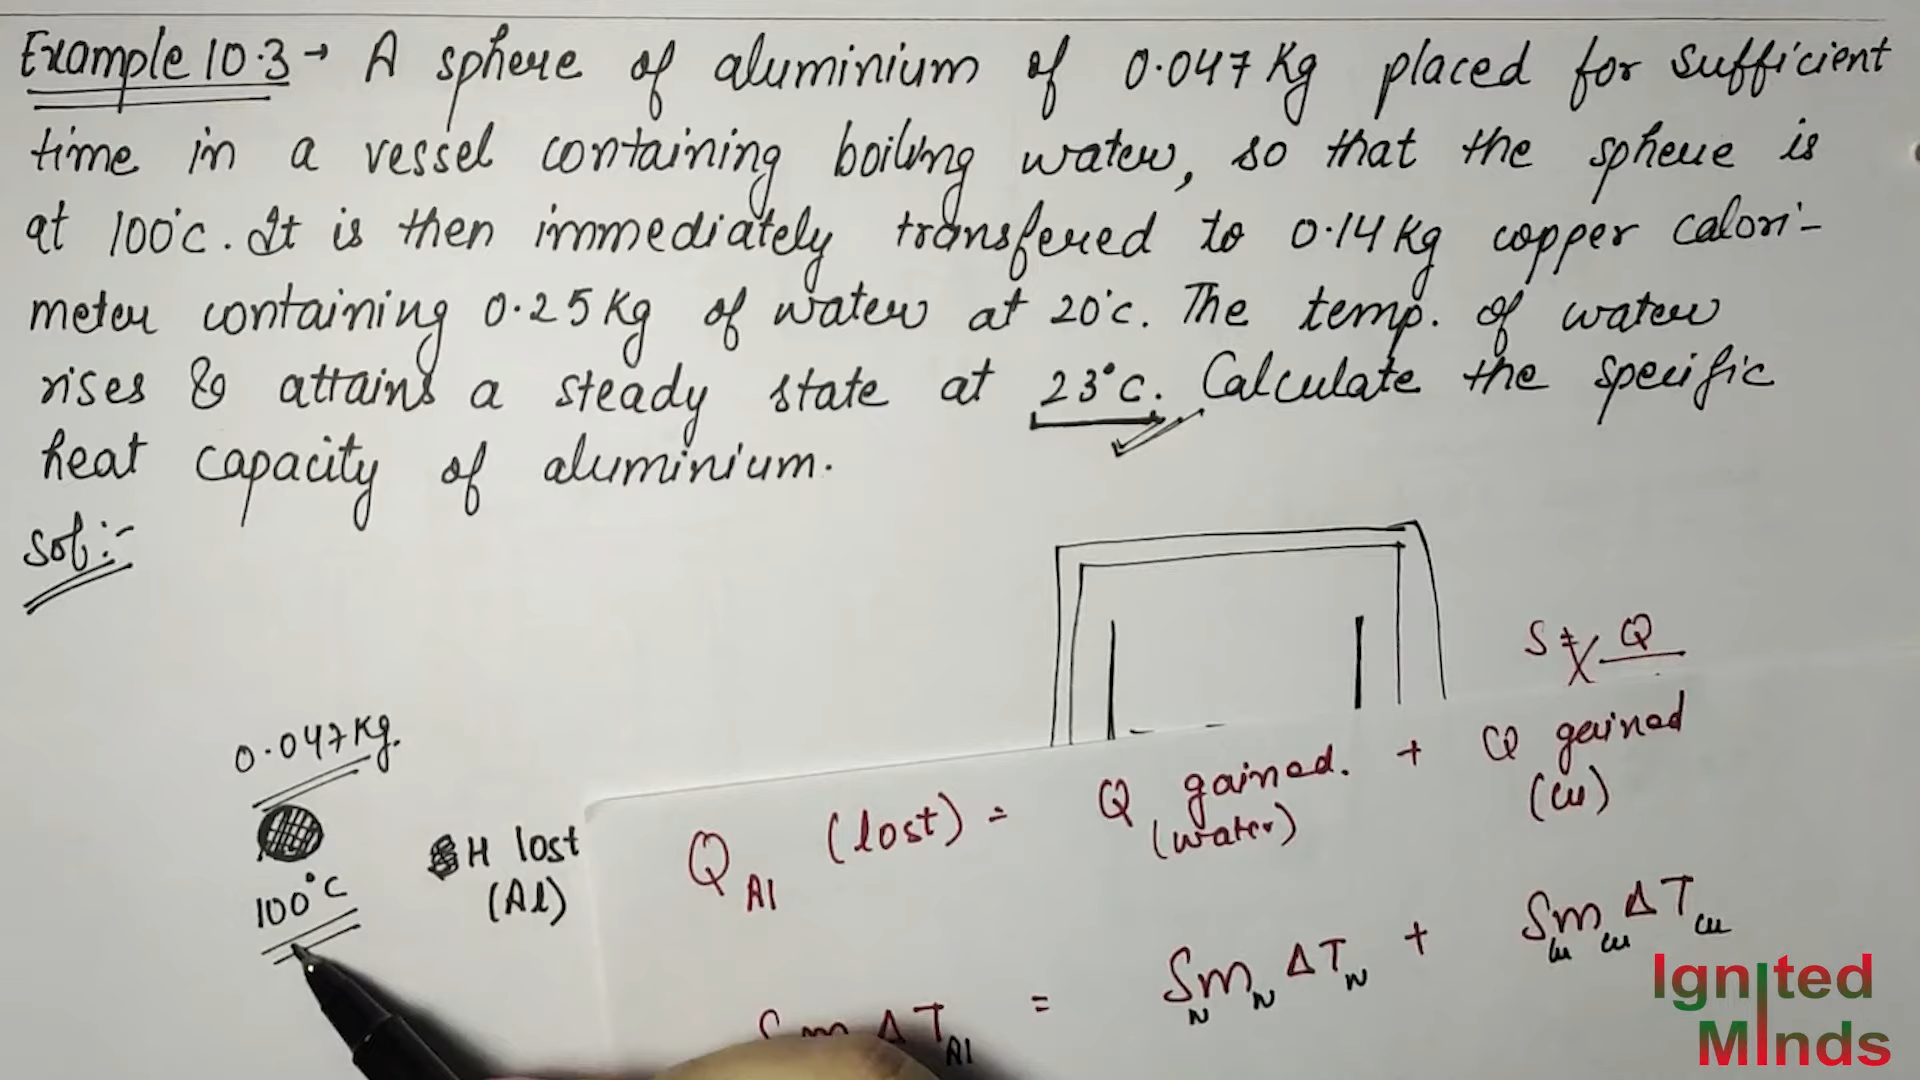 Example 10.3 → A sphere of aluminium of 0.047 Kg placed for sufficient
time in a vessel containing boiling water, so that the sphere is
at 100°C. It is then immediately transfered to 0.14 Kg copper calori-
meter containing 0.25 Kg of water at 20°C. The temp. of water
rises & attains a steady state at 23°C. Calculate the specific
heat capacity of aluminium.
Sol:-
0.047 Kg.
100°C
H lost
(Al)
S = Q
Q Al (lost) = Q gained. (water) + Q gained (Cu)
S m ΔT Al = S w m w ΔT w + S cu m cu ΔT cu
Ignited
Minds